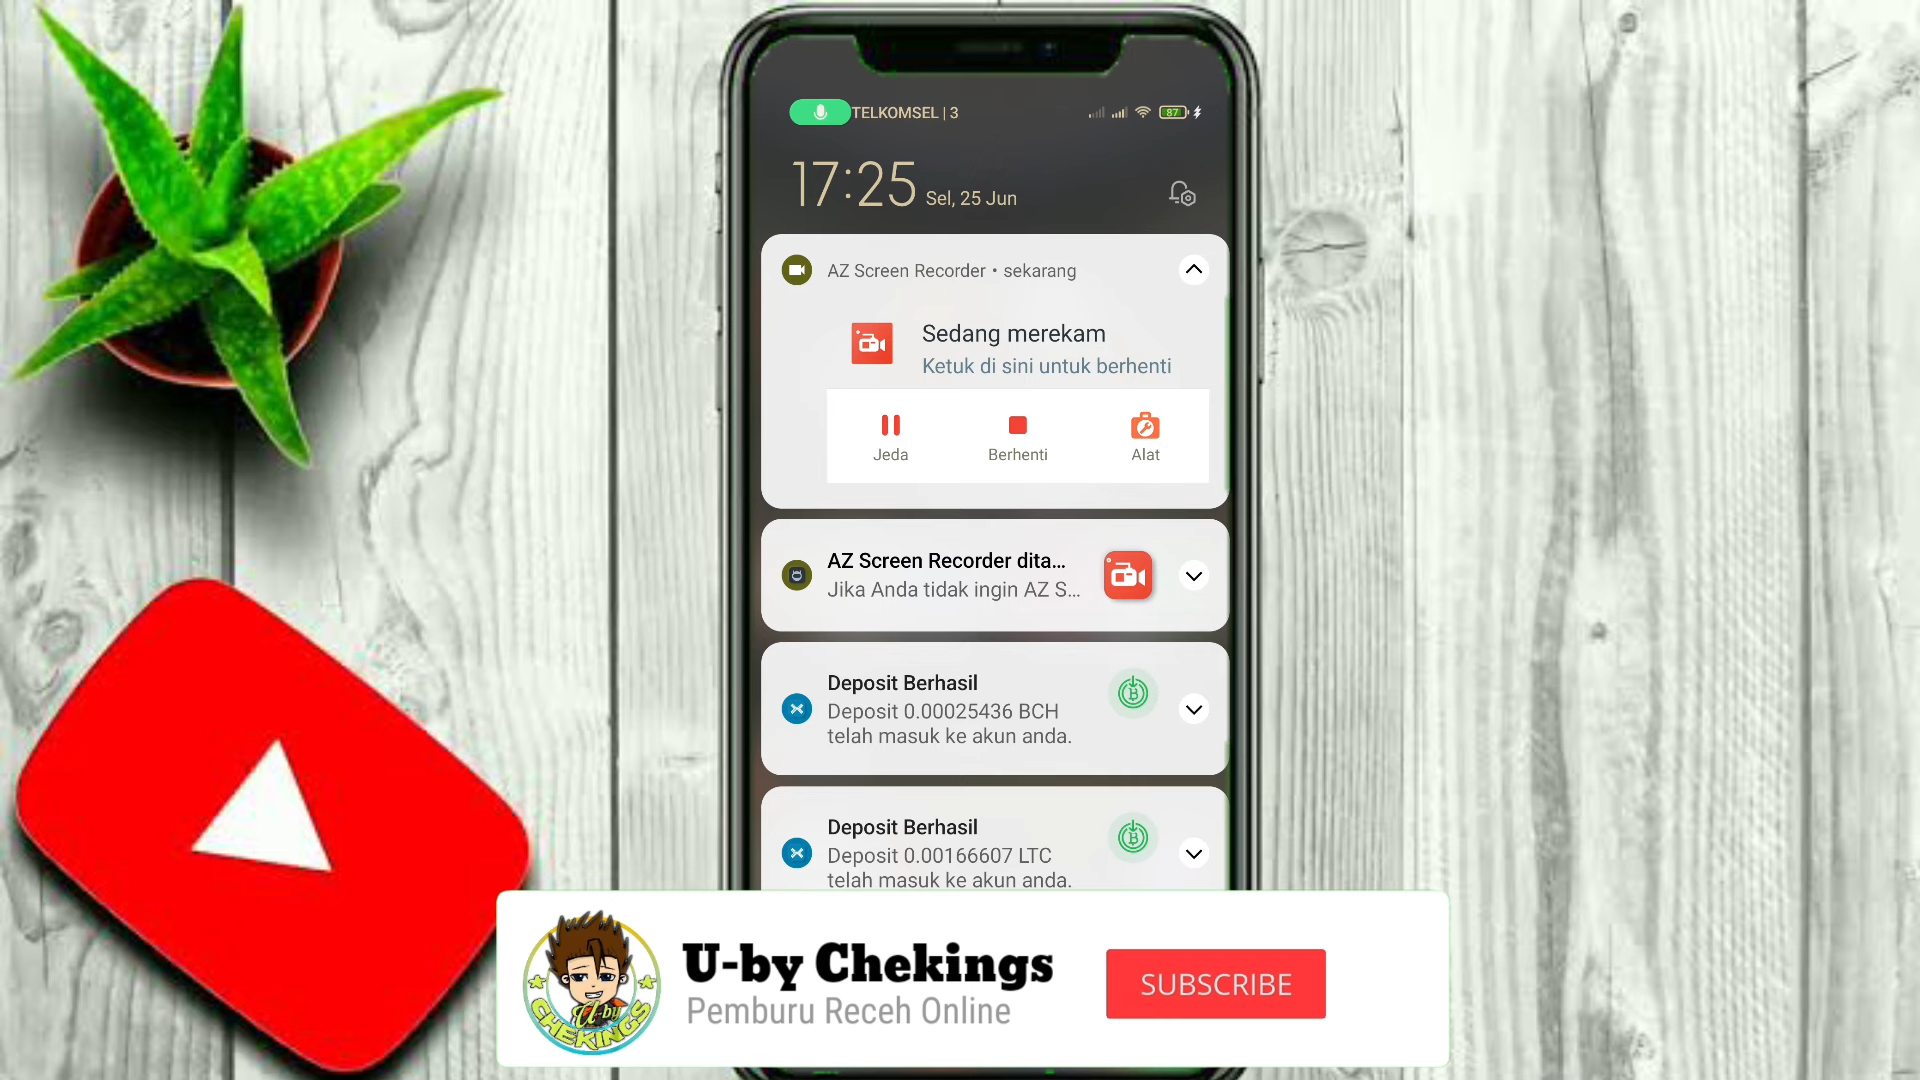 TELKOMSEL | 3
87
17:25 Sel, 25 Jun
AZ Screen Recorder • sekarang
Sedang merekam
Ketuk di sini untuk berhenti
Jeda
Berhenti
Alat
AZ Screen Recorder dita...
Jika Anda tidak ingin AZ S...
Deposit Berhasil
Deposit 0.00025436 BCH
telah masuk ke akun anda.
Deposit Berhasil
Deposit 0.00166607 LTC
telah masuk ke akun anda.
U-by
CHEKINGS
U-by Chekings
Pemburu Receh Online
SUBSCRIBE